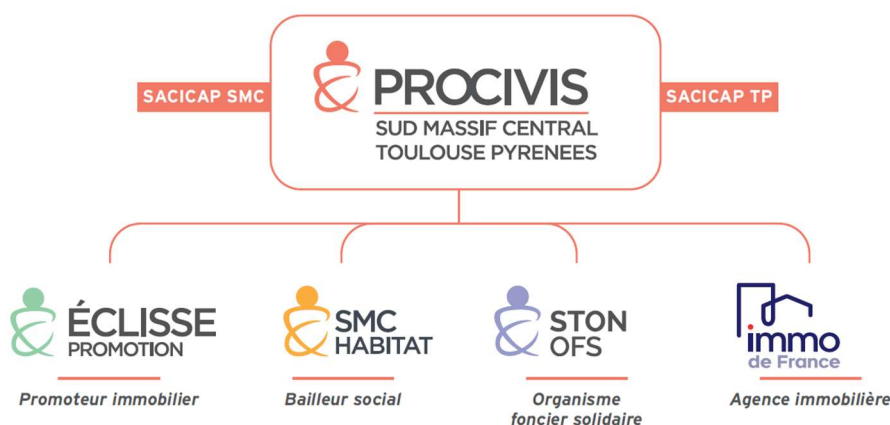 SACICAP SMC
PROCIVIS
SUD MASSIF CENTRAL
TOULOUSE PYRENEES
SACICAP TP
ÉCLISSE
PROMOTION
Promoteur immobilier
SMC
HABITAT
Bailleur social
STON
OFS
Organisme
foncier solidaire
immo
de France
Agence immobilière